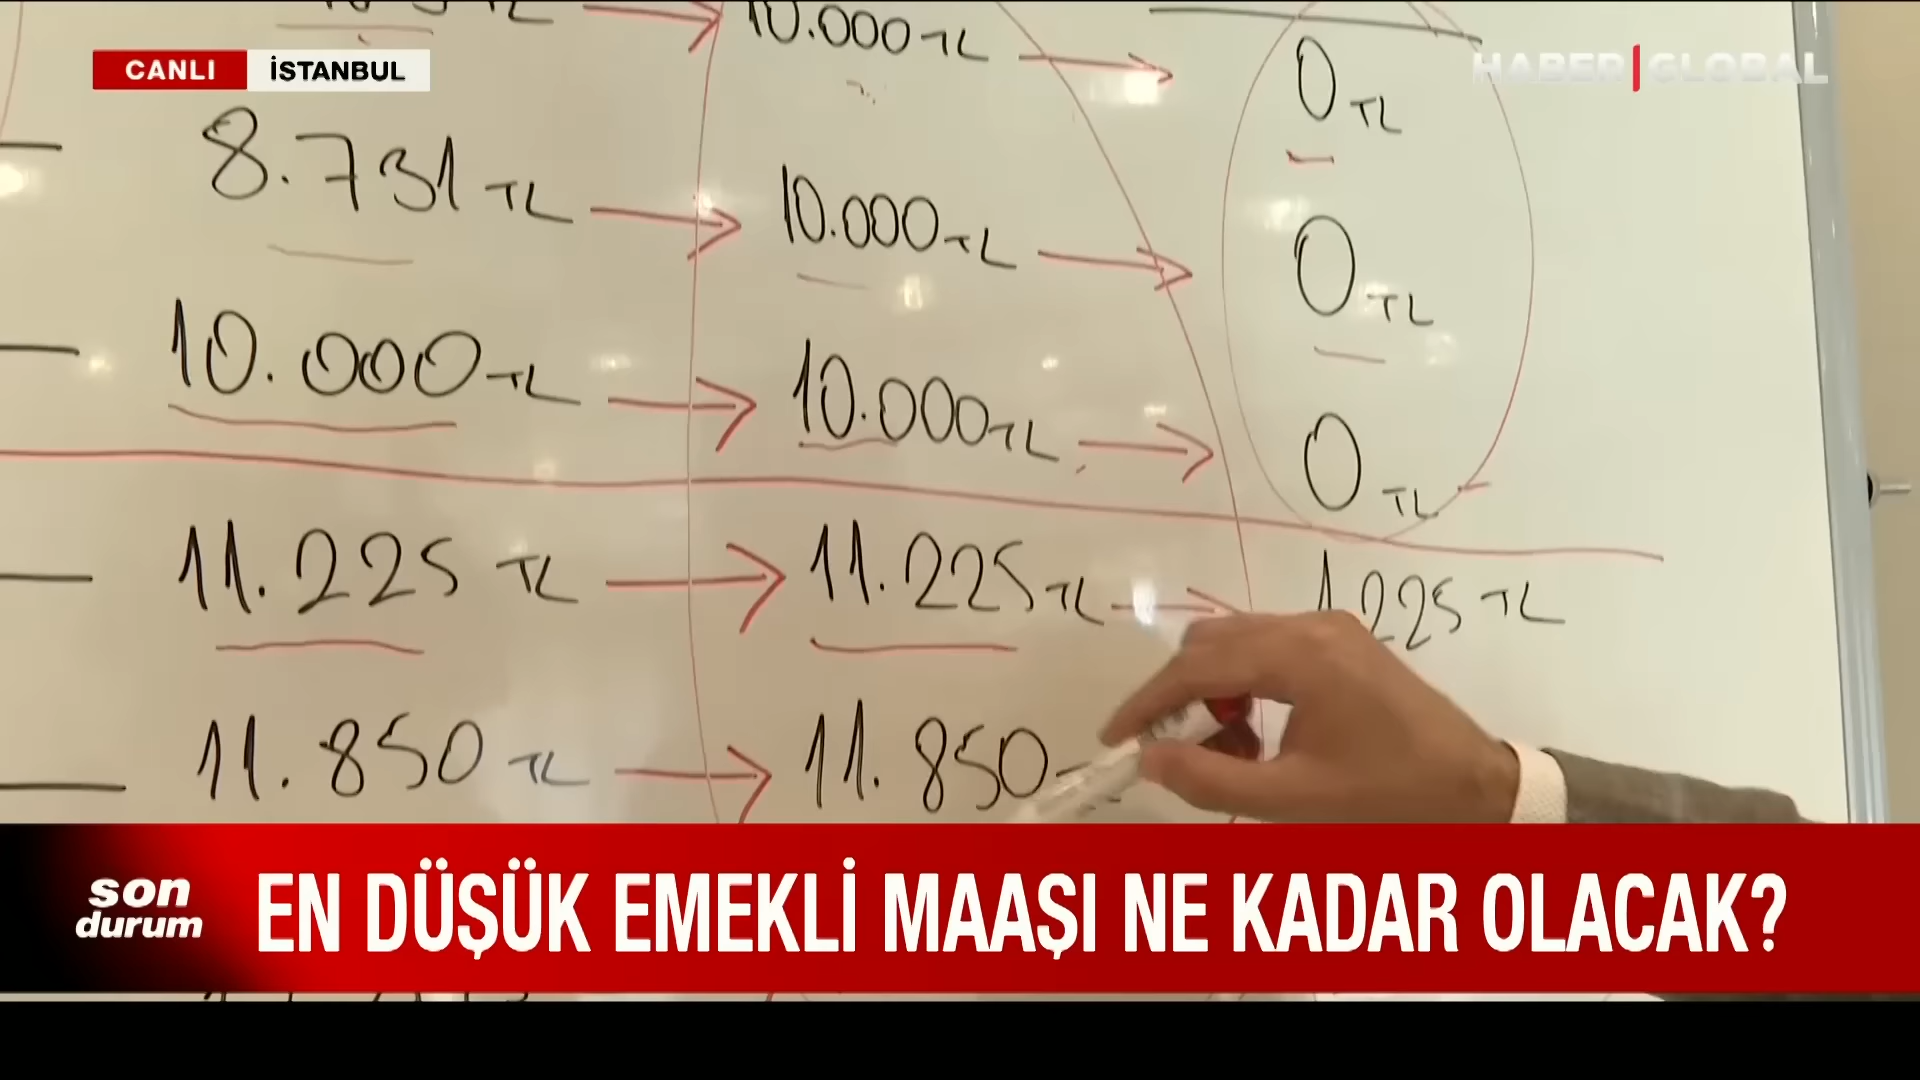 10.000 TL
0 TL
CANLI İSTANBUL
HABER GLOBAL
8.731 TL
10.000 TL
0 TL
10.000 TL
10.000 TL
0 TL
11.225 TL
11.225 TL
1.225 TL
11.850 TL
11.850
son durum
EN DÜŞÜK EMEKLİ MAAŞI NE KADAR OLACAK?